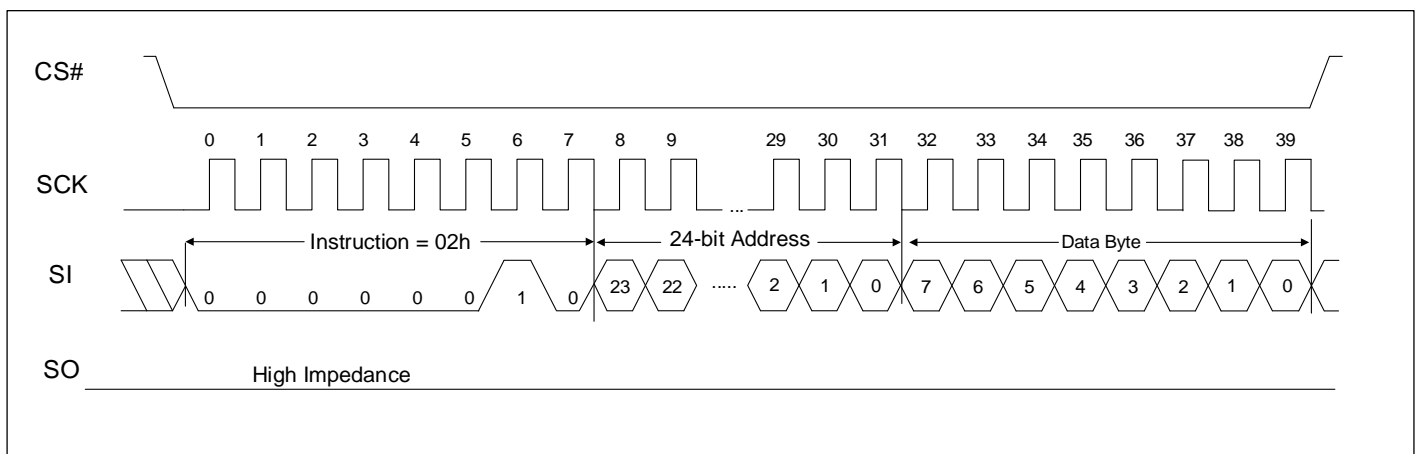 CS#
0 1 2 3 4 5 6 7 8 9 29 30 31 32 33 34 35 36 37 38 39
SCK
...
Instruction = 02h 24-bit Address Data Byte
SI
0 0 0 0 0 0 1 0 23 22 ..... 2 1 0 7 6 5 4 3 2 1 0
SO
High Impedance